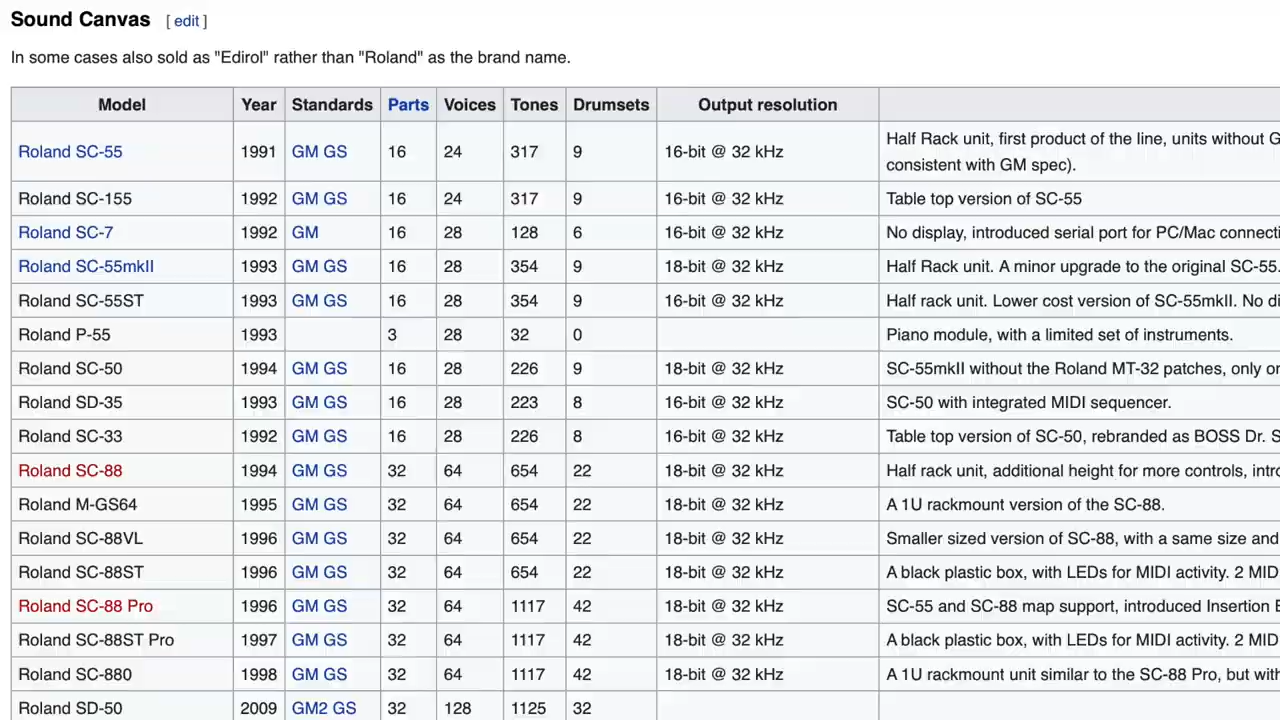 Sound Canvas [ edit ]
In some cases also sold as "Edirol" rather than "Roland" as the brand name.
Model Year Standards Parts Voices Tones Drumsets Output resolution
Roland SC-55 1991 GM GS 16 24 317 9 16-bit @ 32 kHz Half Rack unit, first product of the line, units without G
consistent with GM spec).
Roland SC-155 1992 GM GS 16 24 317 9 16-bit @ 32 kHz Table top version of SC-55
Roland SC-7 1992 GM 16 28 128 6 16-bit @ 32 kHz No display, introduced serial port for PC/Mac connecti
Roland SC-55mkII 1993 GM GS 16 28 354 9 18-bit @ 32 kHz Half Rack unit. A minor upgrade to the original SC-55.
Roland SC-55ST 1993 GM GS 16 28 354 9 16-bit @ 32 kHz Half rack unit. Lower cost version of SC-55mkII. No di
Roland P-55 1993 3 28 32 0 Piano module, with a limited set of instruments.
Roland SC-50 1994 GM GS 16 28 226 9 18-bit @ 32 kHz SC-55mkII without the Roland MT-32 patches, only or
Roland SD-35 1993 GM GS 16 28 223 8 16-bit @ 32 kHz SC-50 with integrated MIDI sequencer.
Roland SC-33 1992 GM GS 16 28 226 8 16-bit @ 32 kHz Table top version of SC-50, rebranded as BOSS Dr. S
Roland SC-88 1994 GM GS 32 64 654 22 18-bit @ 32 kHz Half rack unit, additional height for more controls, intr
Roland M-GS64 1995 GM GS 32 64 654 22 18-bit @ 32 kHz A 1U rackmount version of the SC-88.
Roland SC-88VL 1996 GM GS 32 64 654 22 18-bit @ 32 kHz Smaller sized version of SC-88, with a same size and
Roland SC-88ST 1996 GM GS 32 64 654 22 18-bit @ 32 kHz A black plastic box, with LEDs for MIDI activity. 2 MID
Roland SC-88 Pro 1996 GM GS 32 64 1117 42 18-bit @ 32 kHz SC-55 and SC-88 map support, introduced Insertion E
Roland SC-88ST Pro 1997 GM GS 32 64 1117 42 18-bit @ 32 kHz A black plastic box, with LEDs for MIDI activity. 2 MID
Roland SC-880 1998 GM GS 32 64 1117 42 18-bit @ 32 kHz A 1U rackmount unit similar to the SC-88 Pro, but with
Roland SD-50 2009 GM2 GS 32 128 1125 32